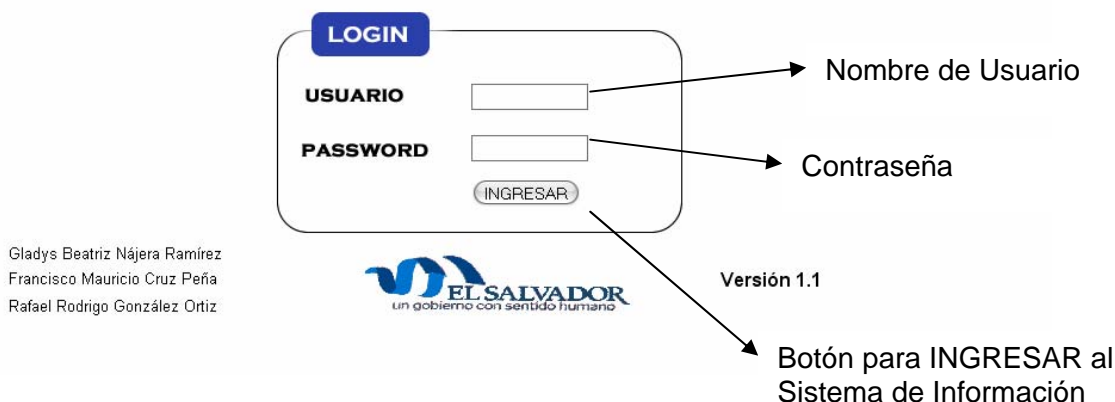 LOGIN
USUARIO
Nombre de Usuario
PASSWORD
Contraseña
INGRESAR
Gladys Beatriz Nájera Ramírez
Francisco Mauricio Cruz Peña
Rafael Rodrigo González Ortiz
EL SALVADOR
un gobierno con sentido humano
Versión 1.1
Botón para INGRESAR al
Sistema de Información